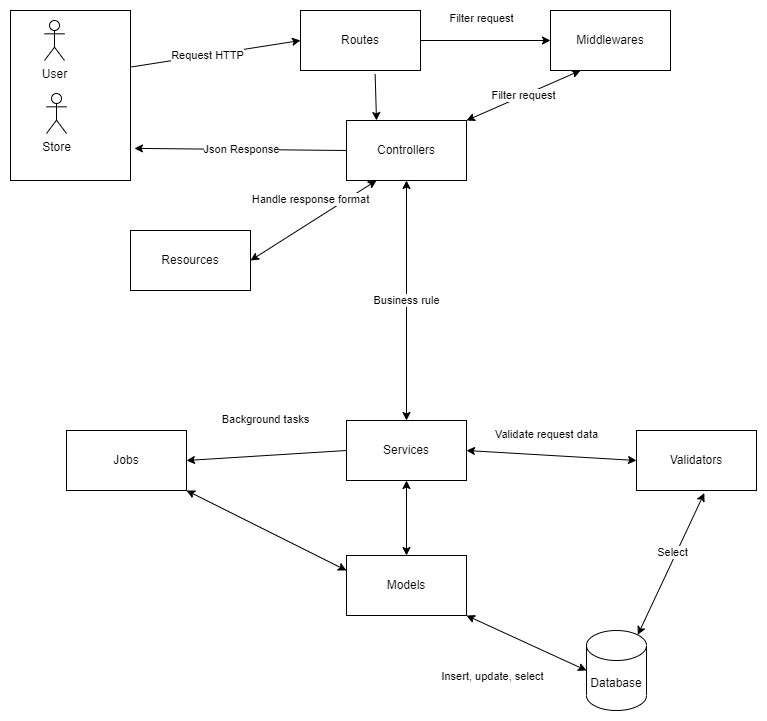 User
Store
Request HTTP
Routes
Filter request
Middlewares
Filter request
Json Response
Controllers
Handle response format
Resources
Business rule
Background tasks
Jobs
Services
Validate request data
Validators
Models
Select
Insert, update, select
Database